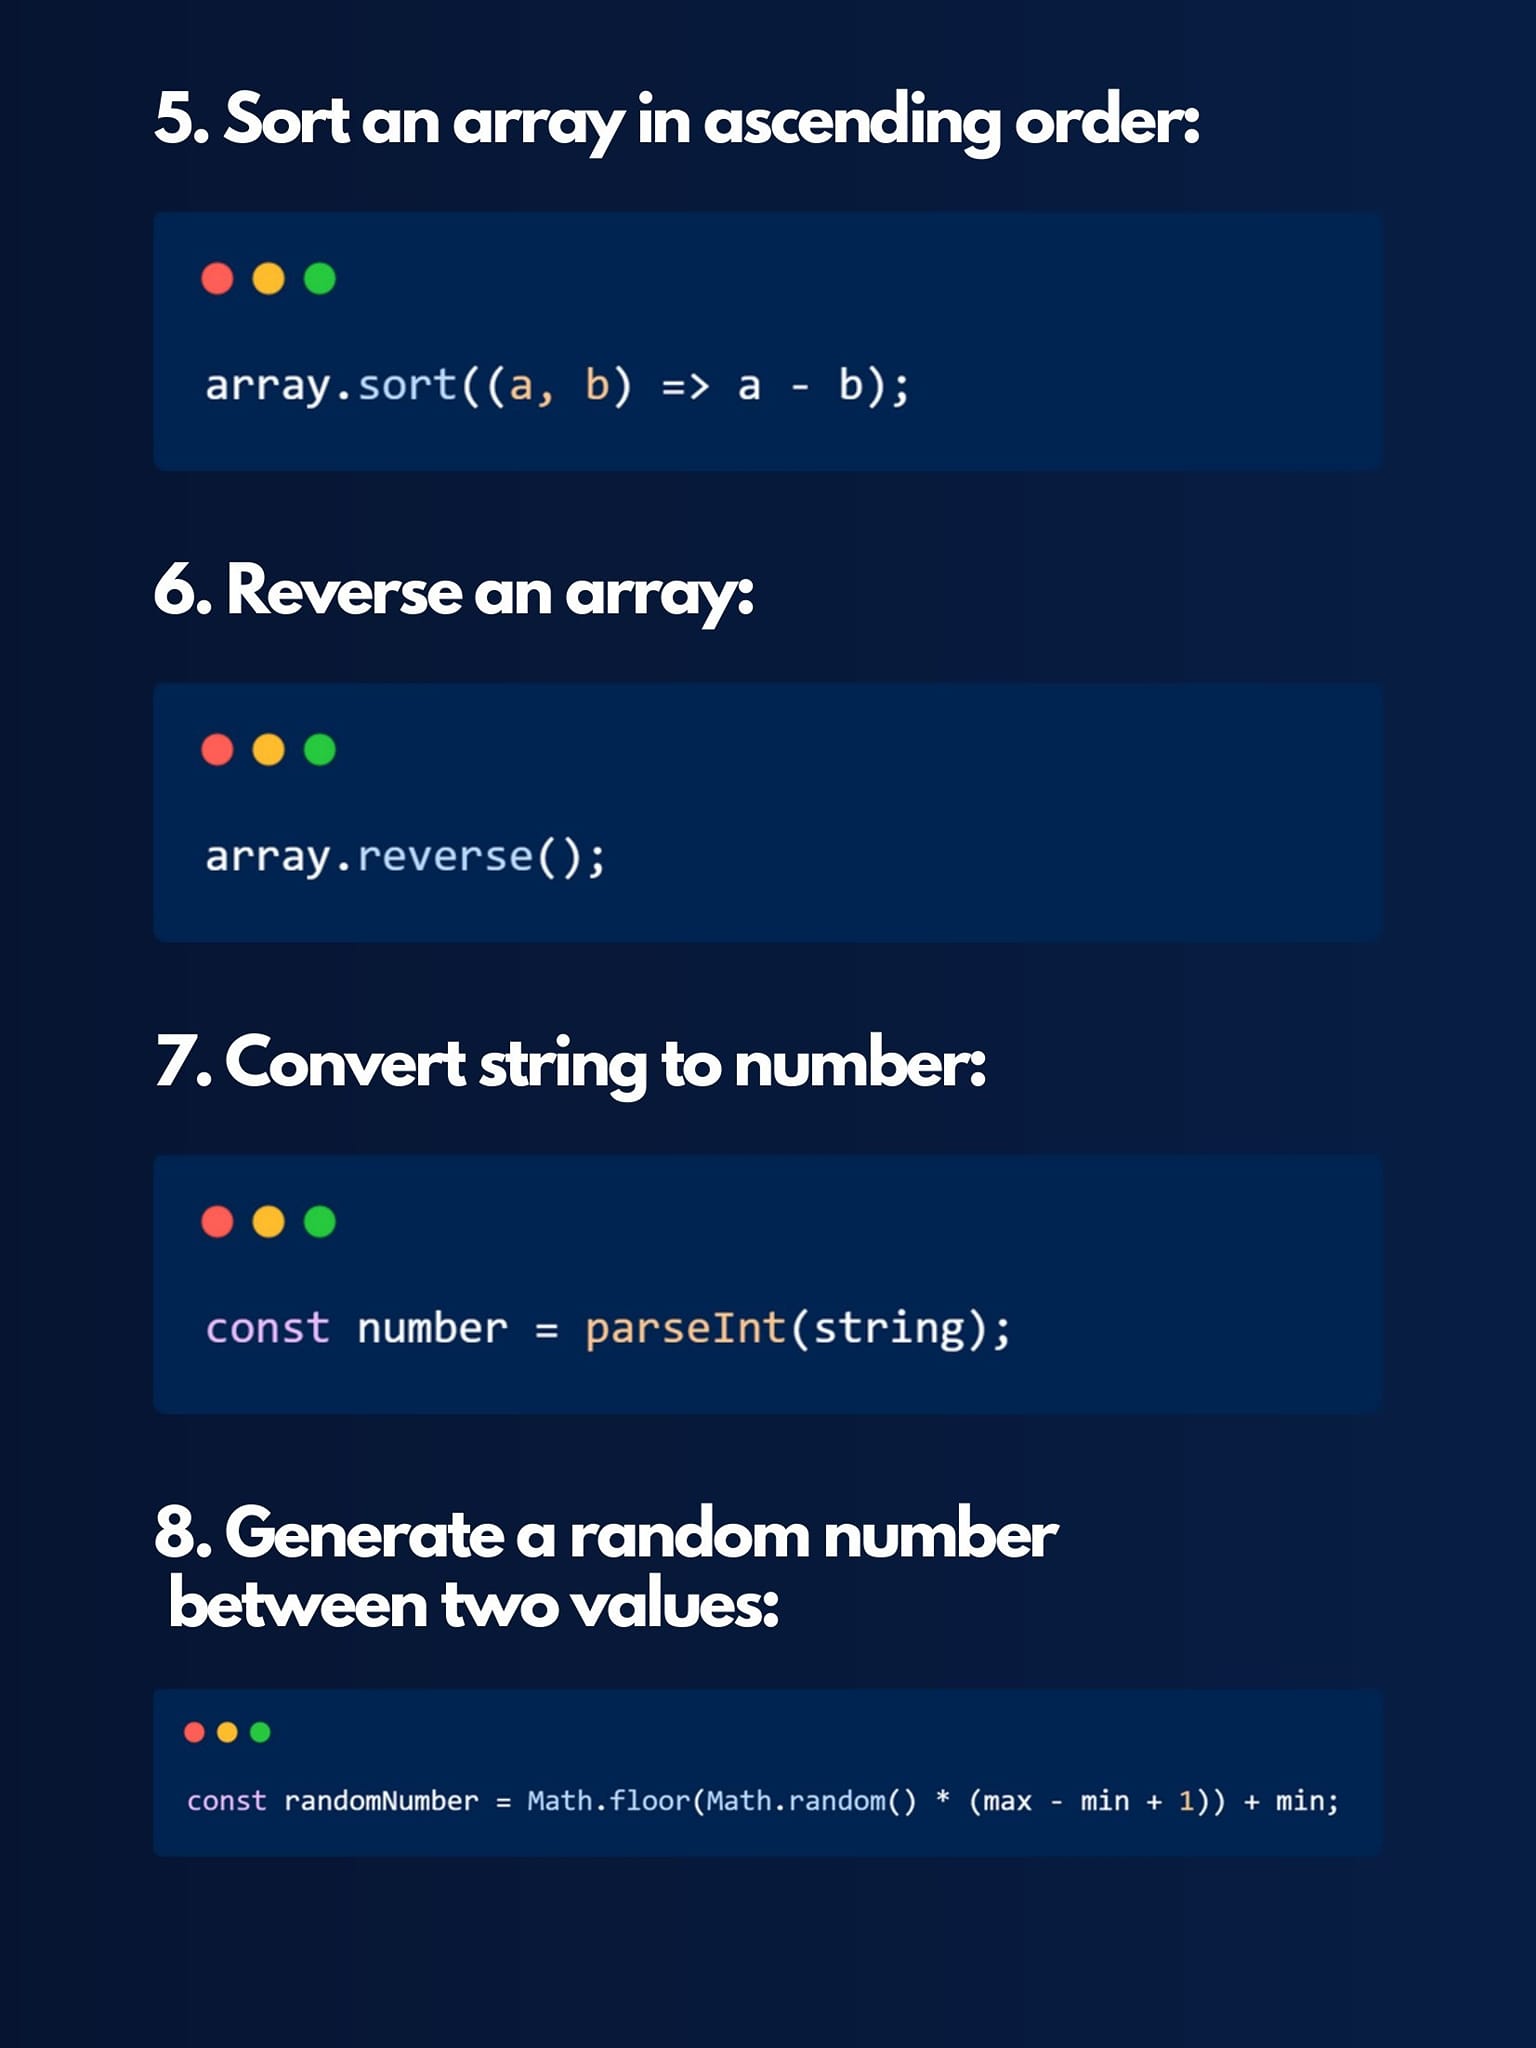 5. Sort an array in ascending order:
array.sort((a, b) => a - b);
6. Reverse an array:
array.reverse();
7. Convert string to number:
const number = parseInt(string);
8. Generate a random number
between two values:
const randomNumber = Math.floor(Math.random() * (max - min + 1)) + min;